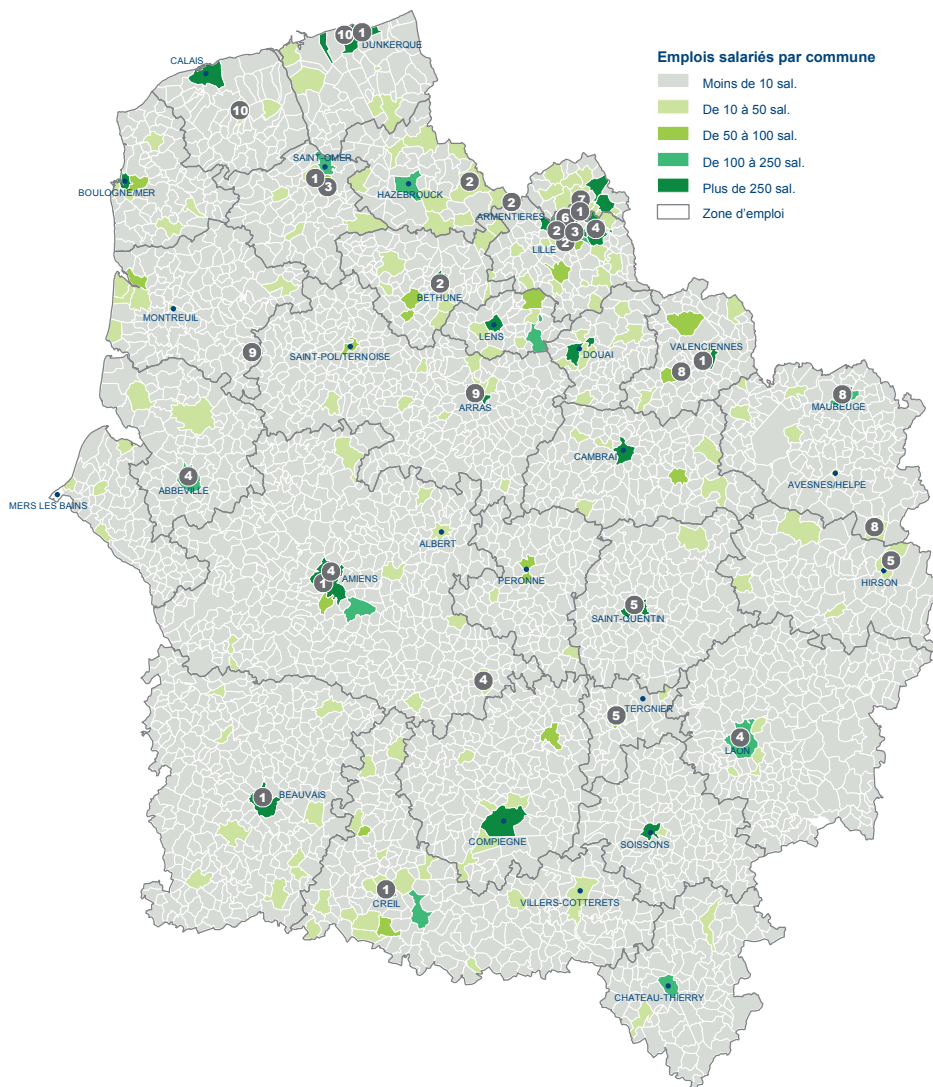 10
1
DUNKERQUE
Emplois salariés par commune
CALAIS
Moins de 10 sal.
De 10 à 50 sal.
10
De 50 à 100 sal.
SAINT-OMER
De 100 à 250 sal.
1
3
HAZEBROUCK
2
Plus de 250 sal.
BOULOGNE/MER
2
ARMENTIERES
7
1
Zone d'emploi
6
4
2
3
2
LILLE
2
BETHUNE
MONTREUIL
LENS
9
SAINT-POL/TERNOISE
DOUAI
VALENCIENNES
1
8
9
ARRAS
8
MAUBEUGE
CAMBRAI
4
ABBEVILLE
AVESNES/HELPE
MERS LES BAINS
8
ALBERT
5
HIRSON
4
1
AMIENS
PERONNE
5
SAINT-QUENTIN
4
TERGNIER
5
4
LAON
1
BEAUVAIS
COMPIEGNE
SOISSONS
1
CREIL
VILLERS-COTTERETS
CHATEAU-THIERRY